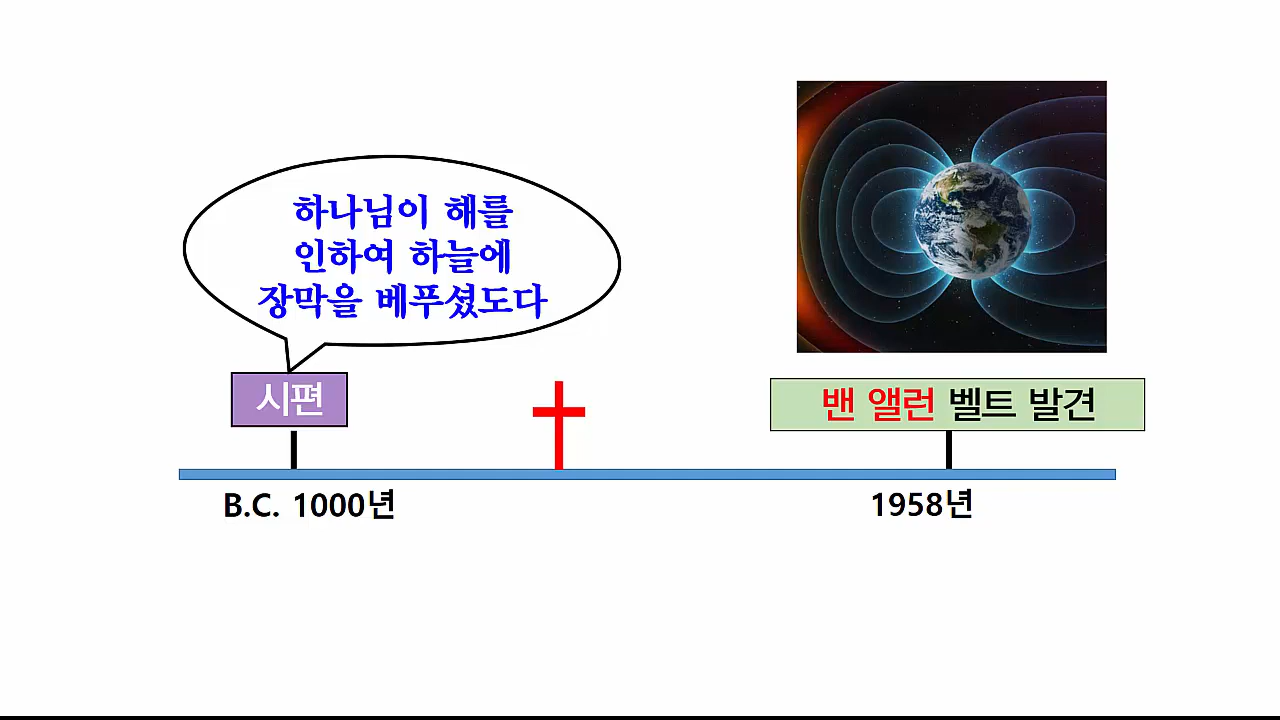 하나님이 해를
인하여 하늘에
장막을 베푸셨도다
시편
밴 앨런 벨트 발견
B.C. 1000년
1958년